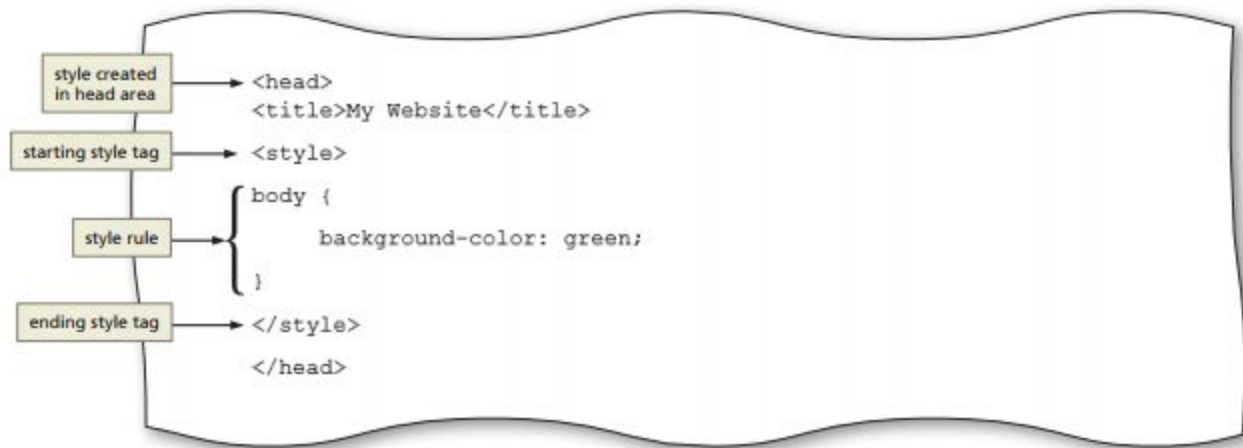 style created
in head area
<head>
<title>My Website</title>
starting style tag
<style>
body {
style rule
background-color: green;
}
ending style tag
</style>
</head>